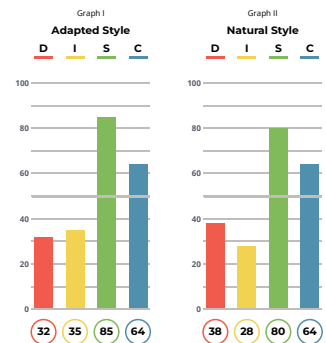 Graph I
Adapted Style
D I S C
100
80
60
40
20
0
32 35 85 64
Graph II
Natural Style
D I S C
100
80
60
40
20
0
38 28 80 64